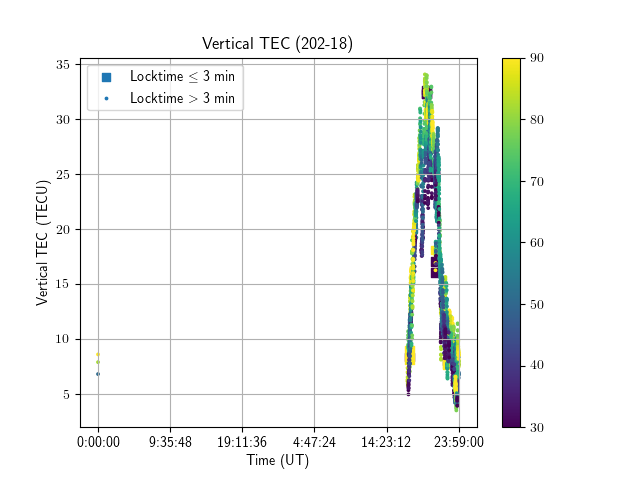 Vertical TEC (202-18)
Locktime ≤ 3 min
Locktime > 3 min
35
30
25
20
15
10
5
Vertical TEC (TECU)
0:00:00 9:35:48 19:11:36 4:47:24 14:23:12 23:59:00
Time (UT)
90
80
70
60
50
40
30